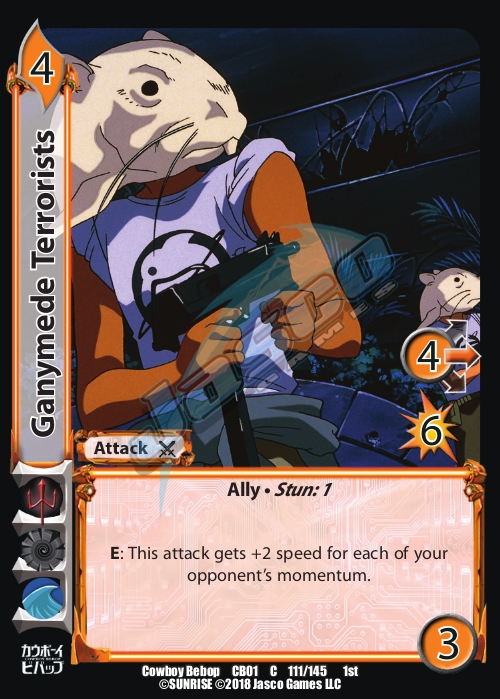 4
Ganymede Terrorists
JASCO
GAMES
4
6
Attack
Ally • Stun: 1
E: This attack gets +2 speed for each of your
opponent's momentum.
カウボーイ
ビバップ
3
Cowboy Bebop CB01 C 111/145 1st
©SUNRISE ©2018 Jasco Games LLC